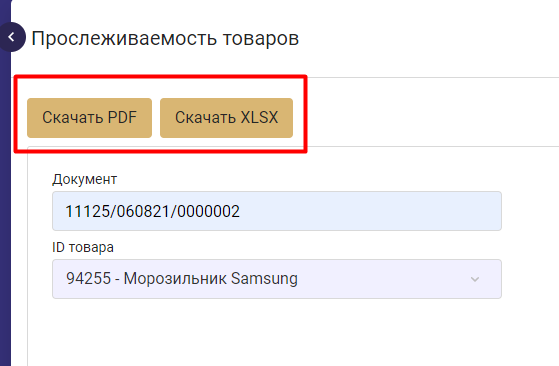 Прослеживаемость товаров
Скачать PDF Скачать XLSX
Документ
11125/060821/0000002
ID товара
94255 - Морозильник Samsung